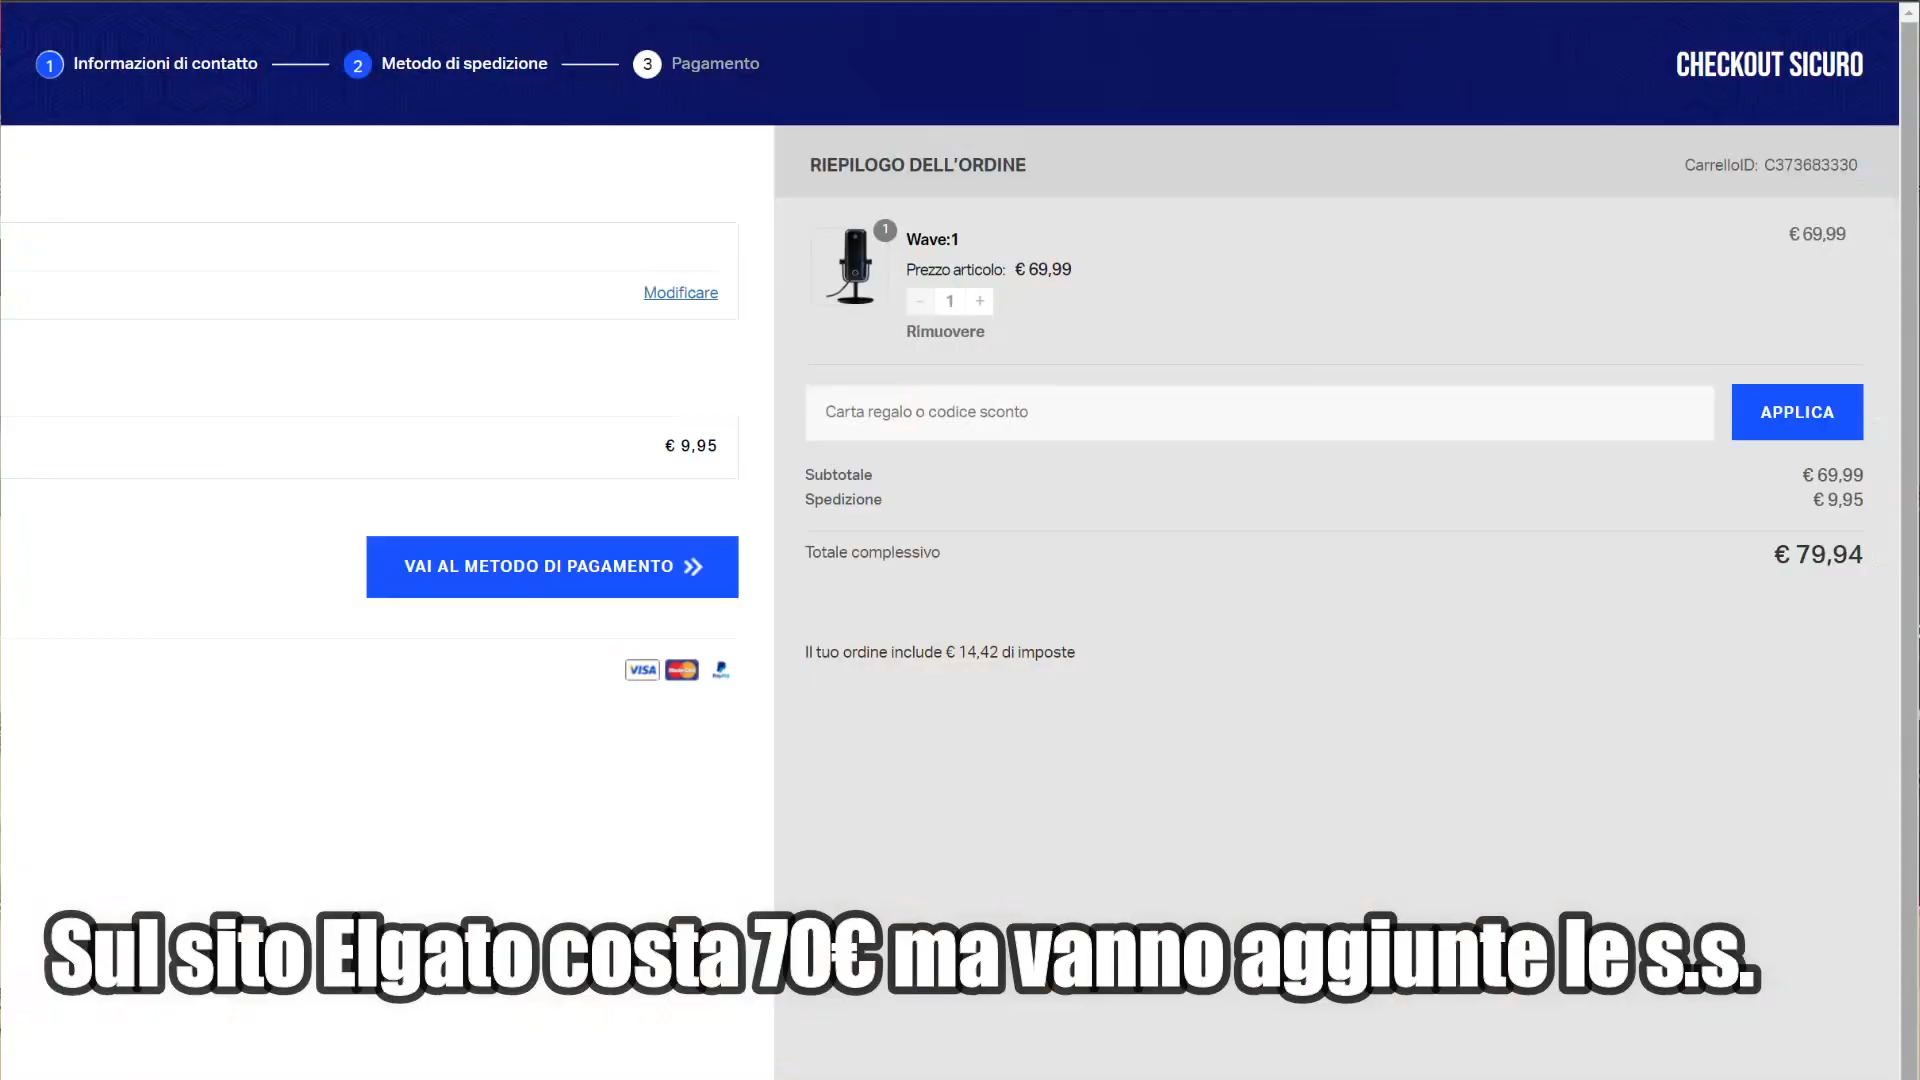 1 Informazioni di contatto 2 Metodo di spedizione 3 Pagamento
CHECKOUT SICURO
Modificare
€ 9,95
VAI AL METODO DI PAGAMENTO
VISA MasterCard PayPal
RIEPILOGO DELL'ORDINE
CarrelloID: C373683330
1
Wave:1
€ 69,99
Prezzo articolo: € 69,99
- 1 +
Rimuovere
Carta regalo o codice sconto
APPLICA
Subtotale € 69,99
Spedizione € 9,95
Totale complessivo € 79,94
Il tuo ordine include € 14,42 di imposte
Sul sito Elgato costa 70€ ma vanno aggiunte le s.s.